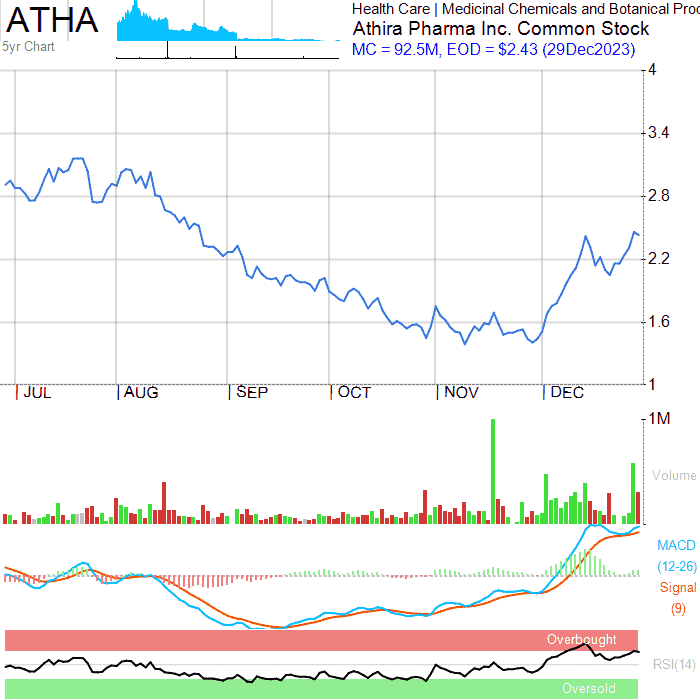 ATHA
5yr Chart
Health Care | Medicinal Chemicals and Botanical Proc
Athira Pharma Inc. Common Stock
MC = 92.5M, EOD = $2.43 (29Dec2023)
4
3.4
2.8
2.2
1.6
1
JUL
AUG
SEP
OCT
NOV
DEC
1M
Volume
MACD
(12-26)
Signal
(9)
Overbought
RSI(14)
Oversold